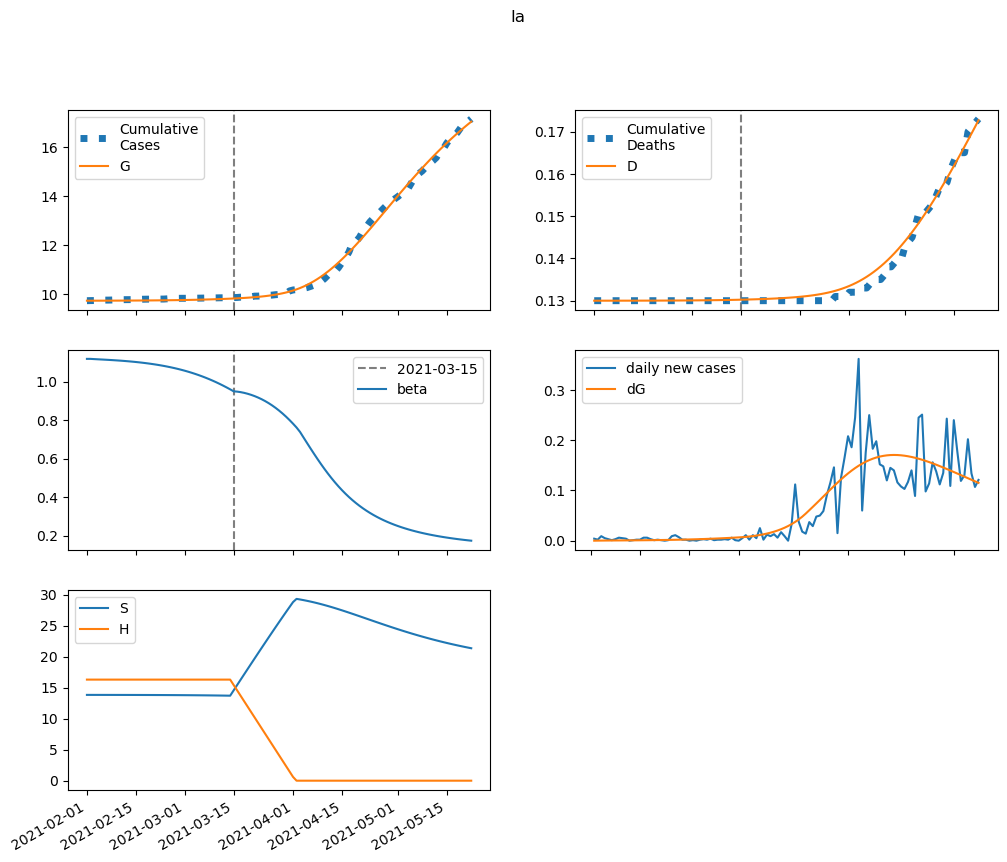 la
Cumulative
Cases
G
16
14
12
10
Cumulative
Deaths
D
0.17
0.16
0.15
0.14
0.13
2021-03-15
beta
1.0
0.8
0.6
0.4
0.2
daily new cases
dG
0.3
0.2
0.1
0.0
S
H
30
25
20
15
10
5
0
2021-02-01
2021-02-15
2021-03-01
2021-03-15
2021-04-01
2021-04-15
2021-05-01
2021-05-15